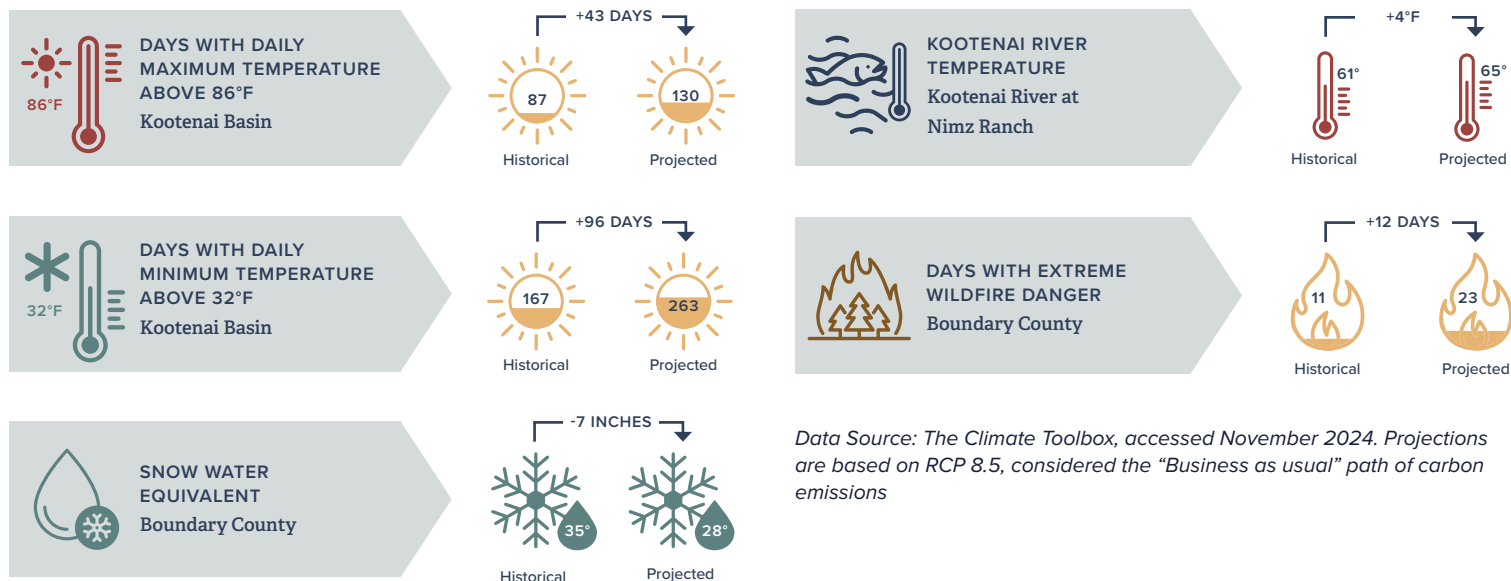 +43 DAYS
DAYS WITH DAILY
MAXIMUM TEMPERATURE
ABOVE 86°F
Kootenai Basin
86°F
87
130
Historical
Projected
+4°F
KOOTENAI RIVER
TEMPERATURE
Kootenai River at
Nimz Ranch
61°
65°
Historical
Projected
+96 DAYS
DAYS WITH DAILY
MINIMUM TEMPERATURE
ABOVE 32°F
Kootenai Basin
32°F
167
263
Historical
Projected
+12 DAYS
DAYS WITH EXTREME
WILDFIRE DANGER
Boundary County
11
23
Historical
Projected
-7 INCHES
SNOW WATER
EQUIVALENT
Boundary County
35°
28°
Historical
Projected
Data Source: The Climate Toolbox, accessed November 2024. Projections
are based on RCP 8.5, considered the “Business as usual” path of carbon
emissions